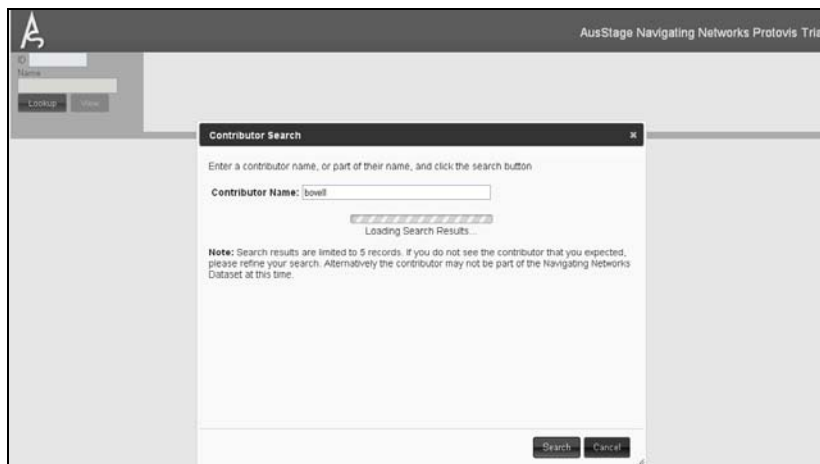 AusStage Navigating Networks Protovis Tria
ID
Name
Lookup View
Contributor Search
Enter a contributor name, or part of their name, and click the search button
Contributor Name: bovell
Loading Search Results...
Note: Search results are limited to 5 records. If you do not see the contributor that you expected,
please refine your search. Alternatively the contributor may not be part of the Navigating Networks
Dataset at this time.
Search Cancel